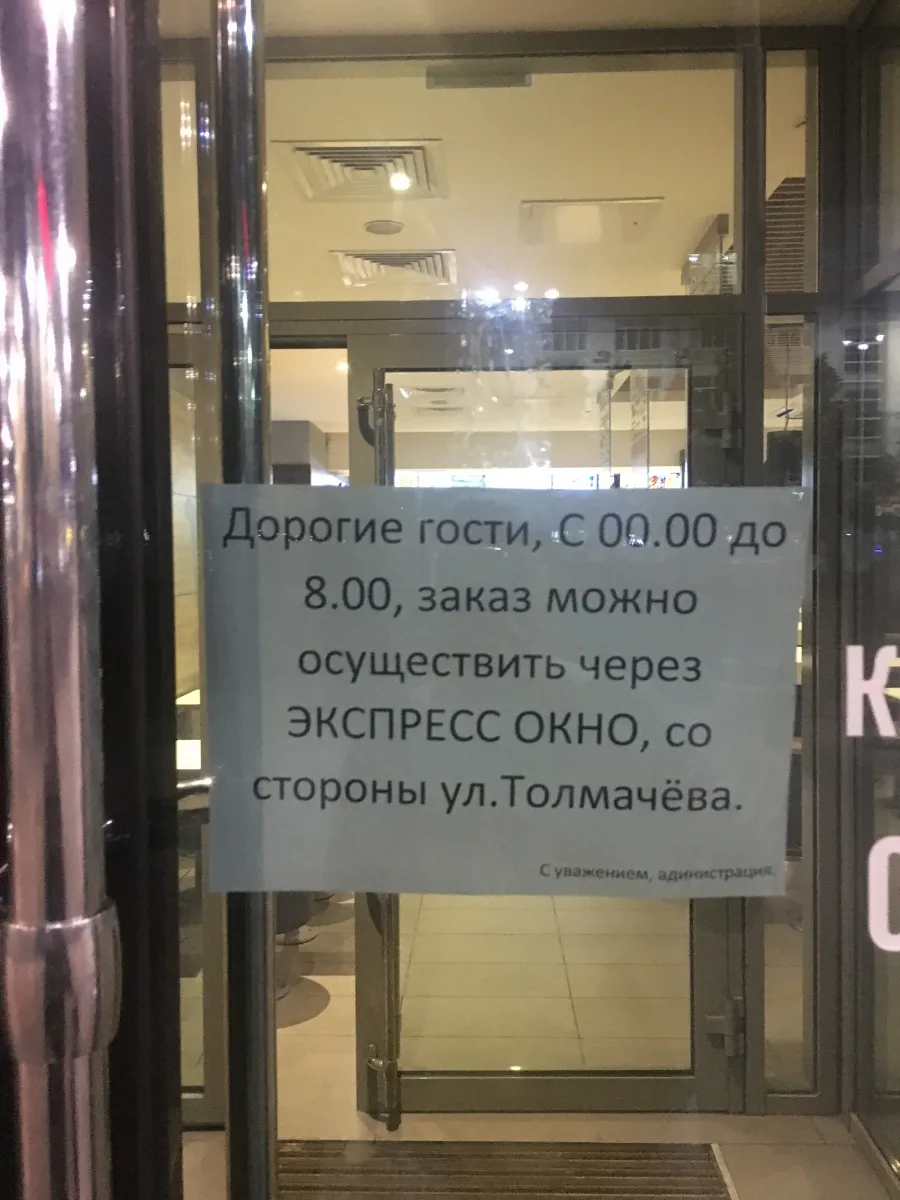 Дорогие гости, С 00.00 до
8.00, заказ можно
осуществить через
ЭКСПРЕСС ОКНО, со
стороны ул.Толмачёва.
С уважением, адинистрация.
К
С